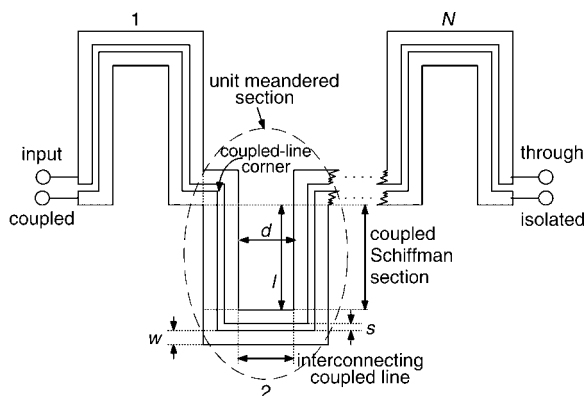 1
N
unit meandered
section
input
coupled-line
corner
through
coupled
isolated
d
l
coupled
Schiffman
section
w
s
interconnecting
coupled line
2